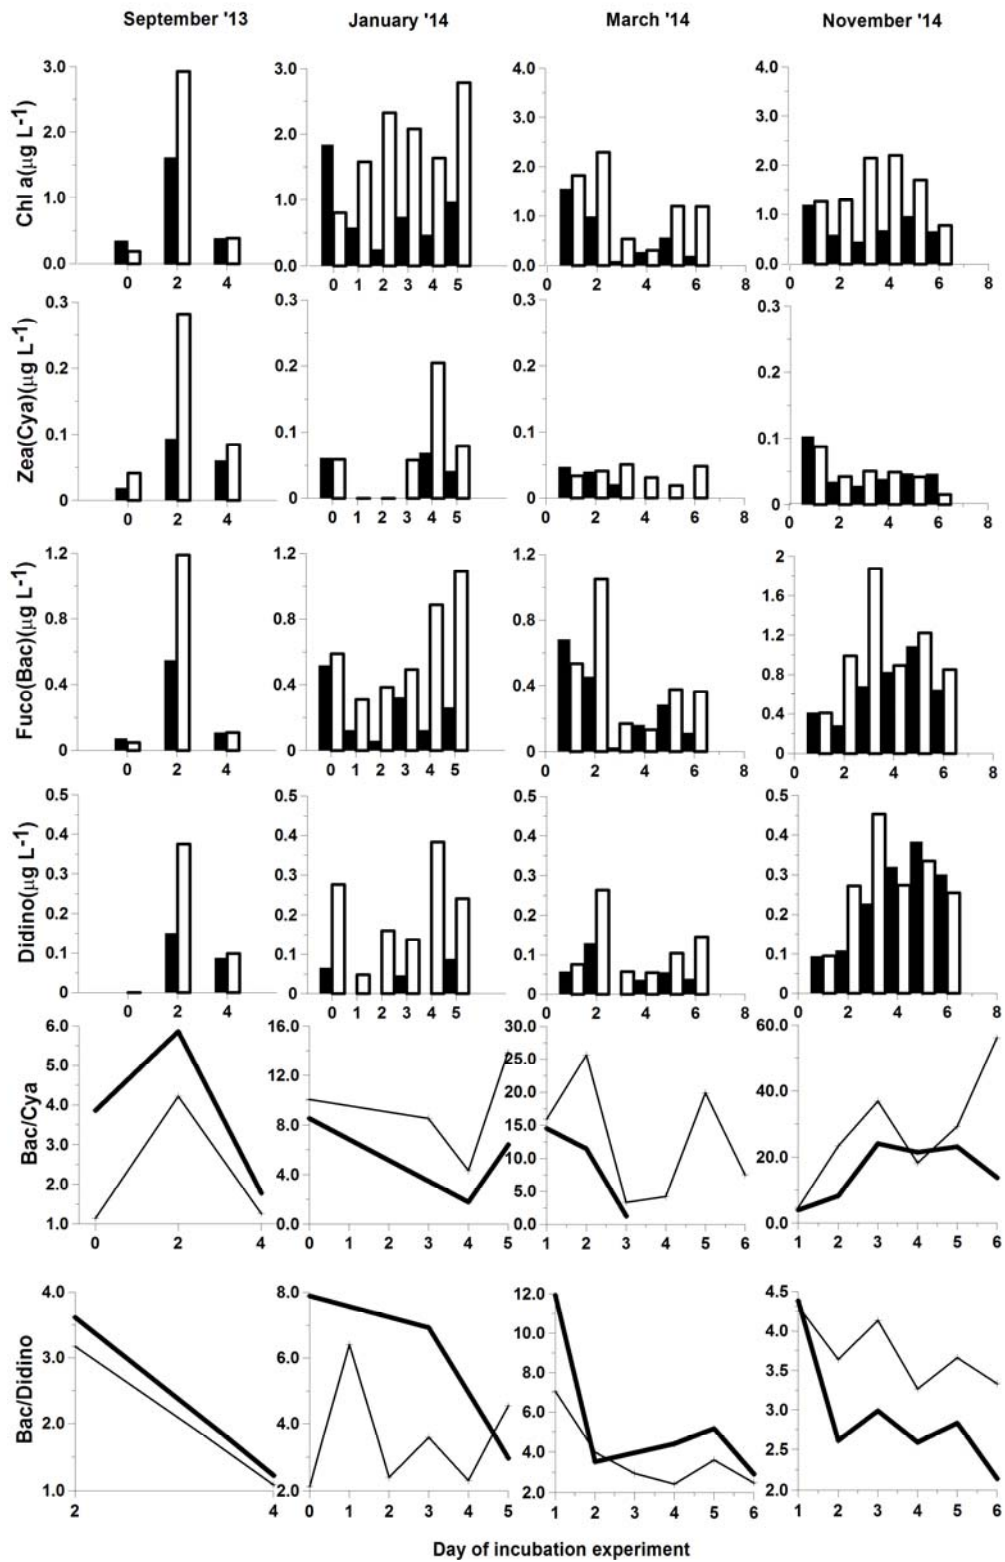 September '13 January '14 March '14 November '14
Chl a(µg L-1)
3.0 2.0 1.0 0.0
0 2 4
3.0 2.0 1.0 0.0
0 1 2 3 4 5
4.0 3.0 2.0 1.0 0.0
0 2 4 6 8
4.0 3.0 2.0 1.0 0.0
0 2 4 6 8
Zea(Cya)(µg L-1)
0.3 0.2 0.1 0
0 2 4
0.3 0.2 0.1 0
0 1 2 3 4 5
0.3 0.2 0.1 0
0 2 4 6 8
0.3 0.2 0.1 0
0 2 4 6 8
Fuco(Bac)(µg L-1)
1.2 0.8 0.4 0
0 2 4
1.2 0.8 0.4 0
0 1 2 3 4 5
1.2 0.8 0.4 0
0 2 4 6 8
2 1.6 1.2 0.8 0.4 0
0 2 4 6 8
Didino(µg L-1)
0.5 0.4 0.3 0.2 0.1 0
0 2 4
0.5 0.4 0.3 0.2 0.1 0
0 1 2 3 4 5
0.5 0.4 0.3 0.2 0.1 0
0 2 4 6 8
0.5 0.4 0.3 0.2 0.1 0
0 2 4 6 8
Bac/Cya
6.0 5.0 4.0 3.0 2.0 1.0
0 2 4
16.0 12.0 8.0 4.0 0.0
0 1 2 3 4 5
30.0 25.0 20.0 15.0 10.0 5.0 0.0
1 2 3 4 5 6
60.0 40.0 20.0 0.0
1 2 3 4 5 6
Bac/Didino
4.0 3.0 2.0 1.0
2 4
8.0 6.0 4.0 2.0
0 1 2 3 4 5
12.0 10.0 8.0 6.0 4.0 2.0
1 2 3 4 5 6
4.5 4.0 3.5 3.0 2.5 2.0
1 2 3 4 5 6
Day of incubation experiment